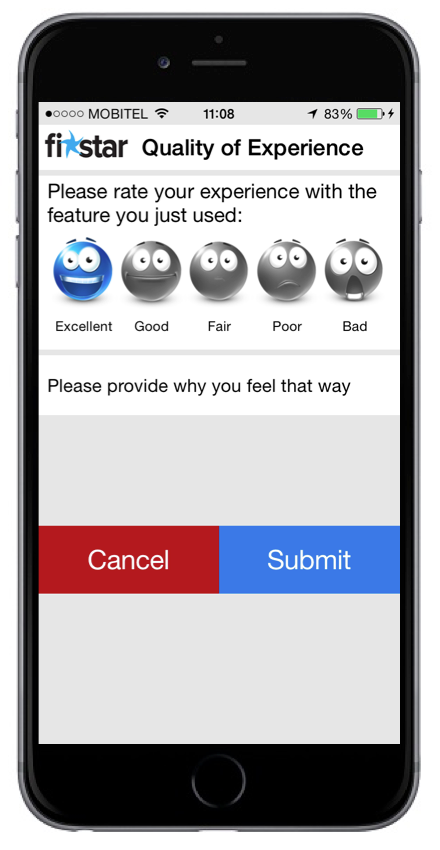 MOBITEL 11:08 83%
fi★star Quality of Experience
Please rate your experience with the
feature you just used:
Excellent Good Fair Poor Bad
Please provide why you feel that way
Cancel Submit